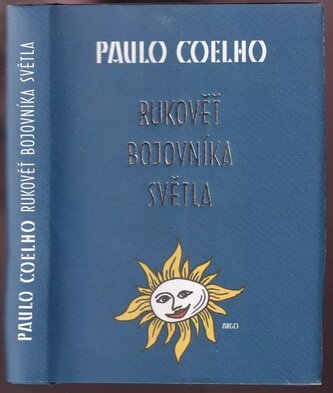 PAULO COELHO
RUKOVĚŤ
BOJOVNÍKA
SVĚTLA
ARGO
PAULO COELHO RUKOVĚŤ BOJOVNÍKA SVĚTLA